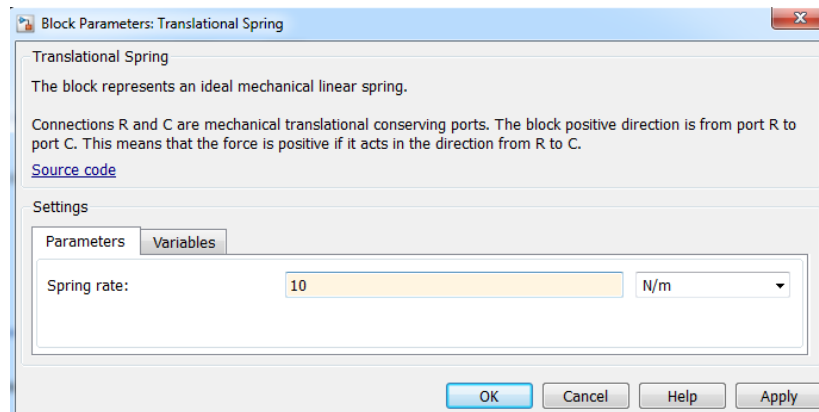 Block Parameters: Translational Spring
Translational Spring
The block represents an ideal mechanical linear spring.
Connections R and C are mechanical translational conserving ports. The block positive direction is from port R to
port C. This means that the force is positive if it acts in the direction from R to C.
Source code
Settings
Parameters Variables
Spring rate: 10 N/m
OK Cancel Help Apply